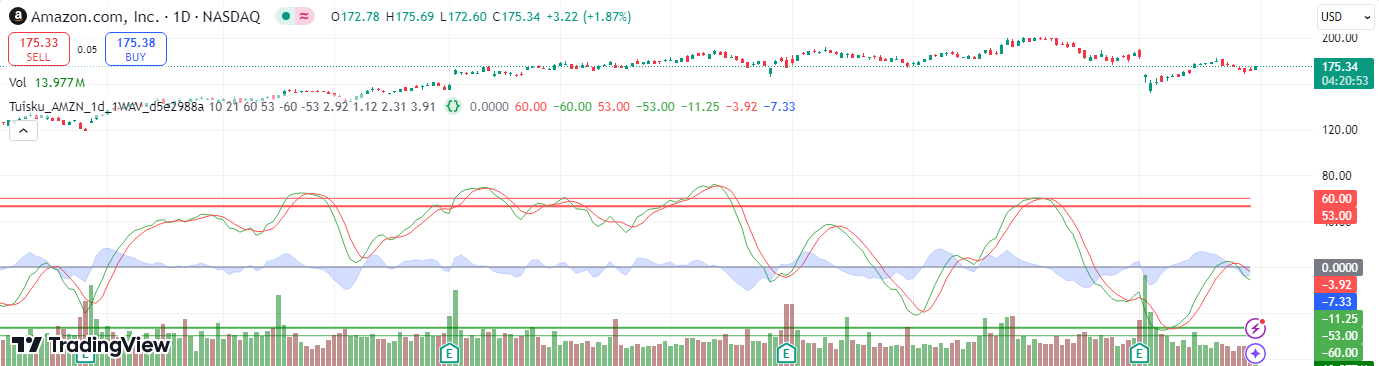 Amazon.com, Inc. · 1D · NASDAQ O172.78 H175.69 L172.60 C175.34 +3.22 (+1.87%)
USD
175.33 SELL 0.05 175.38 BUY
200.00
175.34
04:20:53
Vol 13.977M
Tuisku_AMZN_1d_1WAV_d5e2988a 10 21 60 53 -60 -53 2.92 1.12 2.31 3.91 {} 0.0000 60.00 −60.00 53.00 −53.00 −11.25 −3.92 −7.33
120.00
80.00
60.00
53.00
0.0000
−3.92
−7.33
−11.25
−53.00
−60.00
TradingView
E E E E